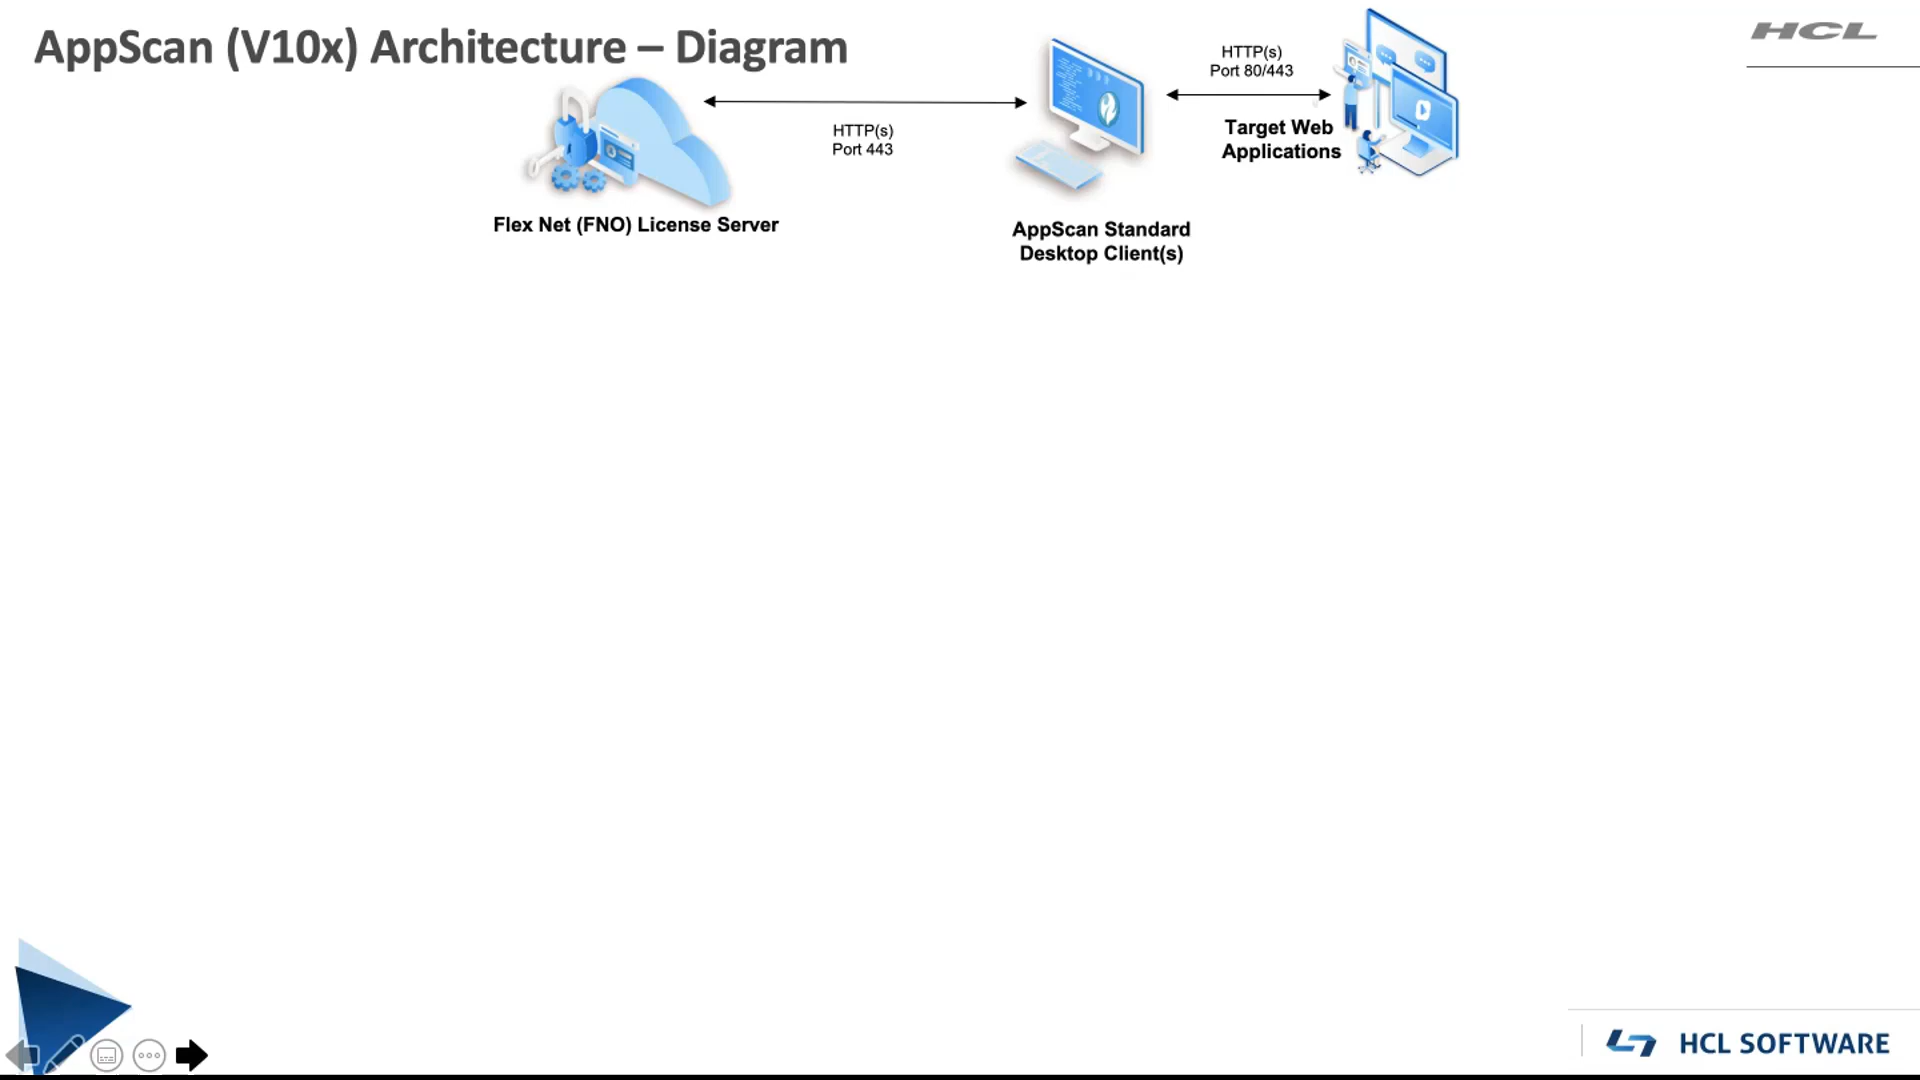 AppScan (V10x) Architecture – Diagram
HCL
HTTP(s)
Port 80/443
HTTP(s)
Port 443
Target Web
Applications
Flex Net (FNO) License Server
AppScan Standard
Desktop Client(s)
HCL SOFTWARE